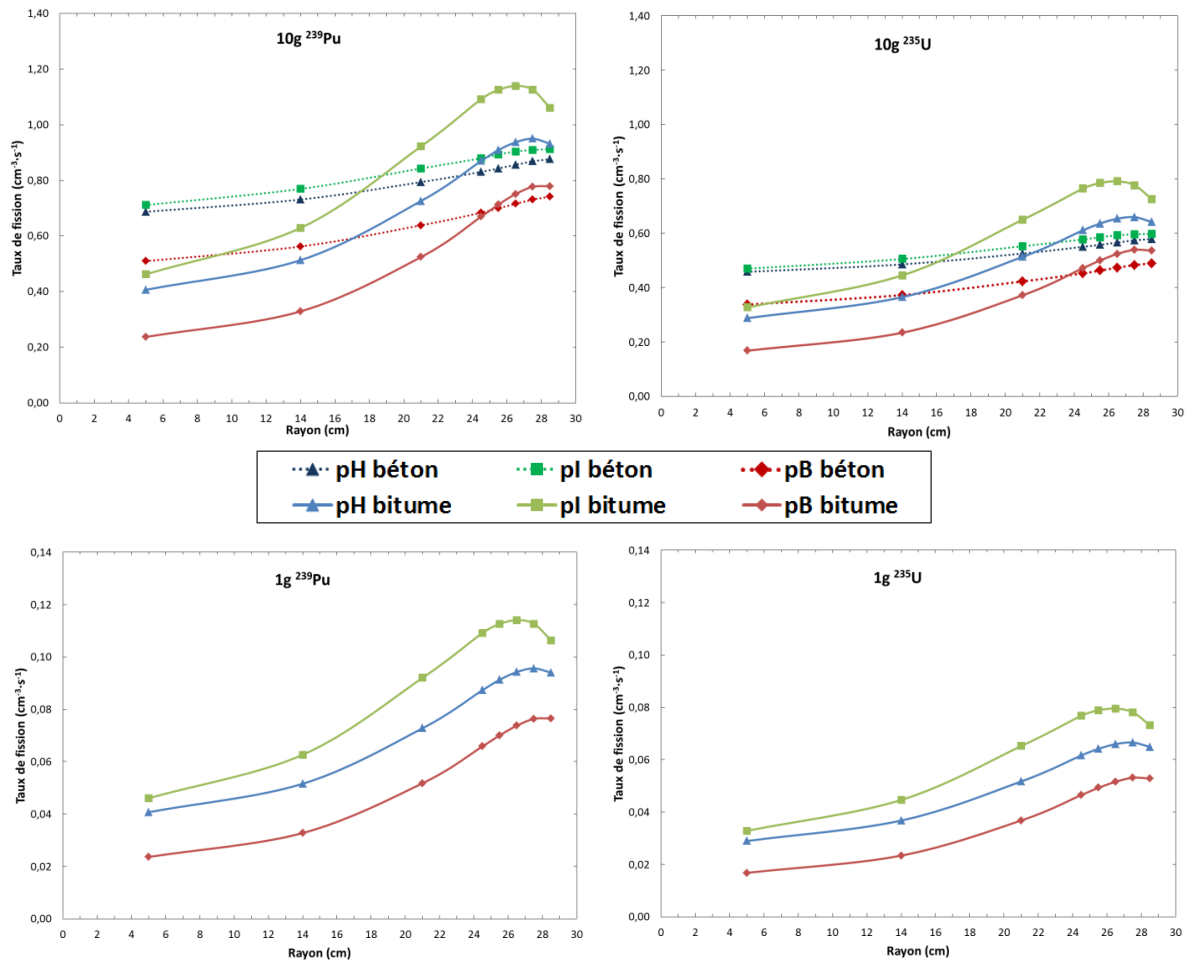 10g ²³⁹Pu
Taux de fission (cm⁻³·s⁻¹)
1,40
1,20
1,00
0,80
0,60
0,40
0,20
0,00
0 2 4 6 8 10 12 14 16 18 20 22 24 26 28 30
Rayon (cm)
10g ²³⁵U
Taux de fission (cm⁻³·s⁻¹)
1,40
1,20
1,00
0,80
0,60
0,40
0,20
0,00
0 2 4 6 8 10 12 14 16 18 20 22 24 26 28 30
Rayon (cm)
pH béton pI béton pB béton
pH bitume pI bitume pB bitume
1g ²³⁹Pu
Taux de fission (cm⁻³·s⁻¹)
0,14
0,12
0,10
0,08
0,06
0,04
0,02
0,00
0 2 4 6 8 10 12 14 16 18 20 22 24 26 28 30
Rayon (cm)
1g ²³⁵U
Taux de fission (cm⁻³·s⁻¹)
0,14
0,12
0,10
0,08
0,06
0,04
0,02
0,00
0 2 4 6 8 10 12 14 16 18 20 22 24 26 28 30
Rayon (cm)